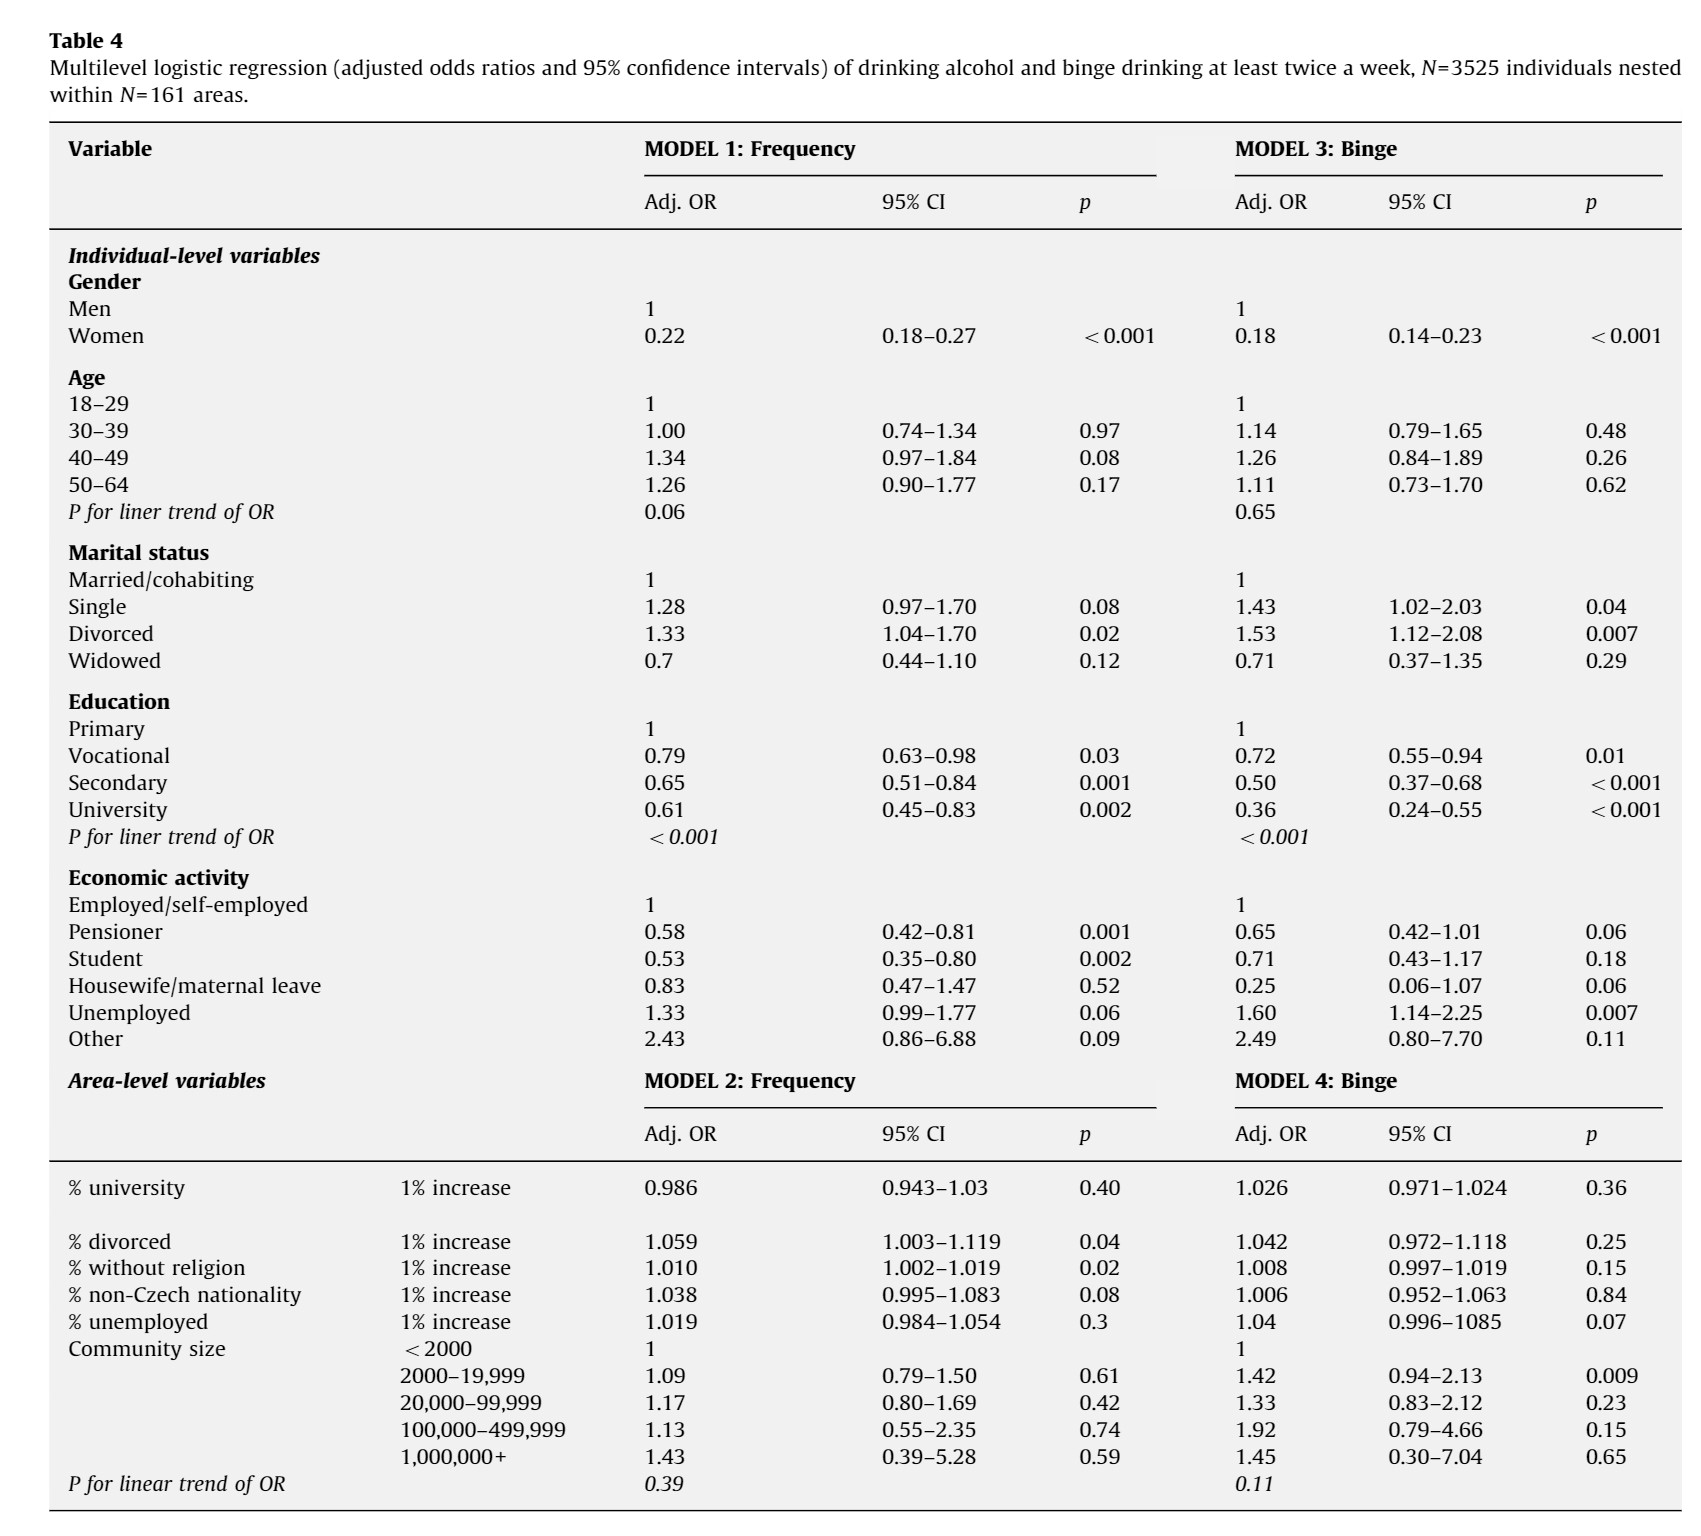 Table 4
Multilevel logistic regression (adjusted odds ratios and 95% confidence intervals) of drinking alcohol and binge drinking at least twice a week, N=3525 individuals nested
within N=161 areas.
Variable MODEL 1: Frequency MODEL 3: Binge
Adj. OR 95% CI p Adj. OR 95% CI p
Individual-level variables
Gender
Men 1 1
Women 0.22 0.18–0.27 <0.001 0.18 0.14–0.23 <0.001
Age
18–29 1 1
30–39 1.00 0.74–1.34 0.97 1.14 0.79–1.65 0.48
40–49 1.34 0.97–1.84 0.08 1.26 0.84–1.89 0.26
50–64 1.26 0.90–1.77 0.17 1.11 0.73–1.70 0.62
P for liner trend of OR 0.06 0.65
Marital status
Married/cohabiting 1 1
Single 1.28 0.97–1.70 0.08 1.43 1.02–2.03 0.04
Divorced 1.33 1.04–1.70 0.02 1.53 1.12–2.08 0.007
Widowed 0.7 0.44–1.10 0.12 0.71 0.37–1.35 0.29
Education
Primary 1 1
Vocational 0.79 0.63–0.98 0.03 0.72 0.55–0.94 0.01
Secondary 0.65 0.51–0.84 0.001 0.50 0.37–0.68 <0.001
University 0.61 0.45–0.83 0.002 0.36 0.24–0.55 <0.001
P for liner trend of OR <0.001 <0.001
Economic activity
Employed/self-employed 1 1
Pensioner 0.58 0.42–0.81 0.001 0.65 0.42–1.01 0.06
Student 0.53 0.35–0.80 0.002 0.71 0.43–1.17 0.18
Housewife/maternal leave 0.83 0.47–1.47 0.52 0.25 0.06–1.07 0.06
Unemployed 1.33 0.99–1.77 0.06 1.60 1.14–2.25 0.007
Other 2.43 0.86–6.88 0.09 2.49 0.80–7.70 0.11
Area-level variables MODEL 2: Frequency MODEL 4: Binge
Adj. OR 95% CI p Adj. OR 95% CI p
% university 1% increase 0.986 0.943–1.03 0.40 1.026 0.971–1.024 0.36
% divorced 1% increase 1.059 1.003–1.119 0.04 1.042 0.972–1.118 0.25
% without religion 1% increase 1.010 1.002–1.019 0.02 1.008 0.997–1.019 0.15
% non-Czech nationality 1% increase 1.038 0.995–1.083 0.08 1.006 0.952–1.063 0.84
% unemployed 1% increase 1.019 0.984–1.054 0.3 1.04 0.996–1085 0.07
Community size <2000 1 1
2000–19,999 1.09 0.79–1.50 0.61 1.42 0.94–2.13 0.009
20,000–99,999 1.17 0.80–1.69 0.42 1.33 0.83–2.12 0.23
100,000–499,999 1.13 0.55–2.35 0.74 1.92 0.79–4.66 0.15
1,000,000+ 1.43 0.39–5.28 0.59 1.45 0.30–7.04 0.65
P for linear trend of OR 0.39 0.11